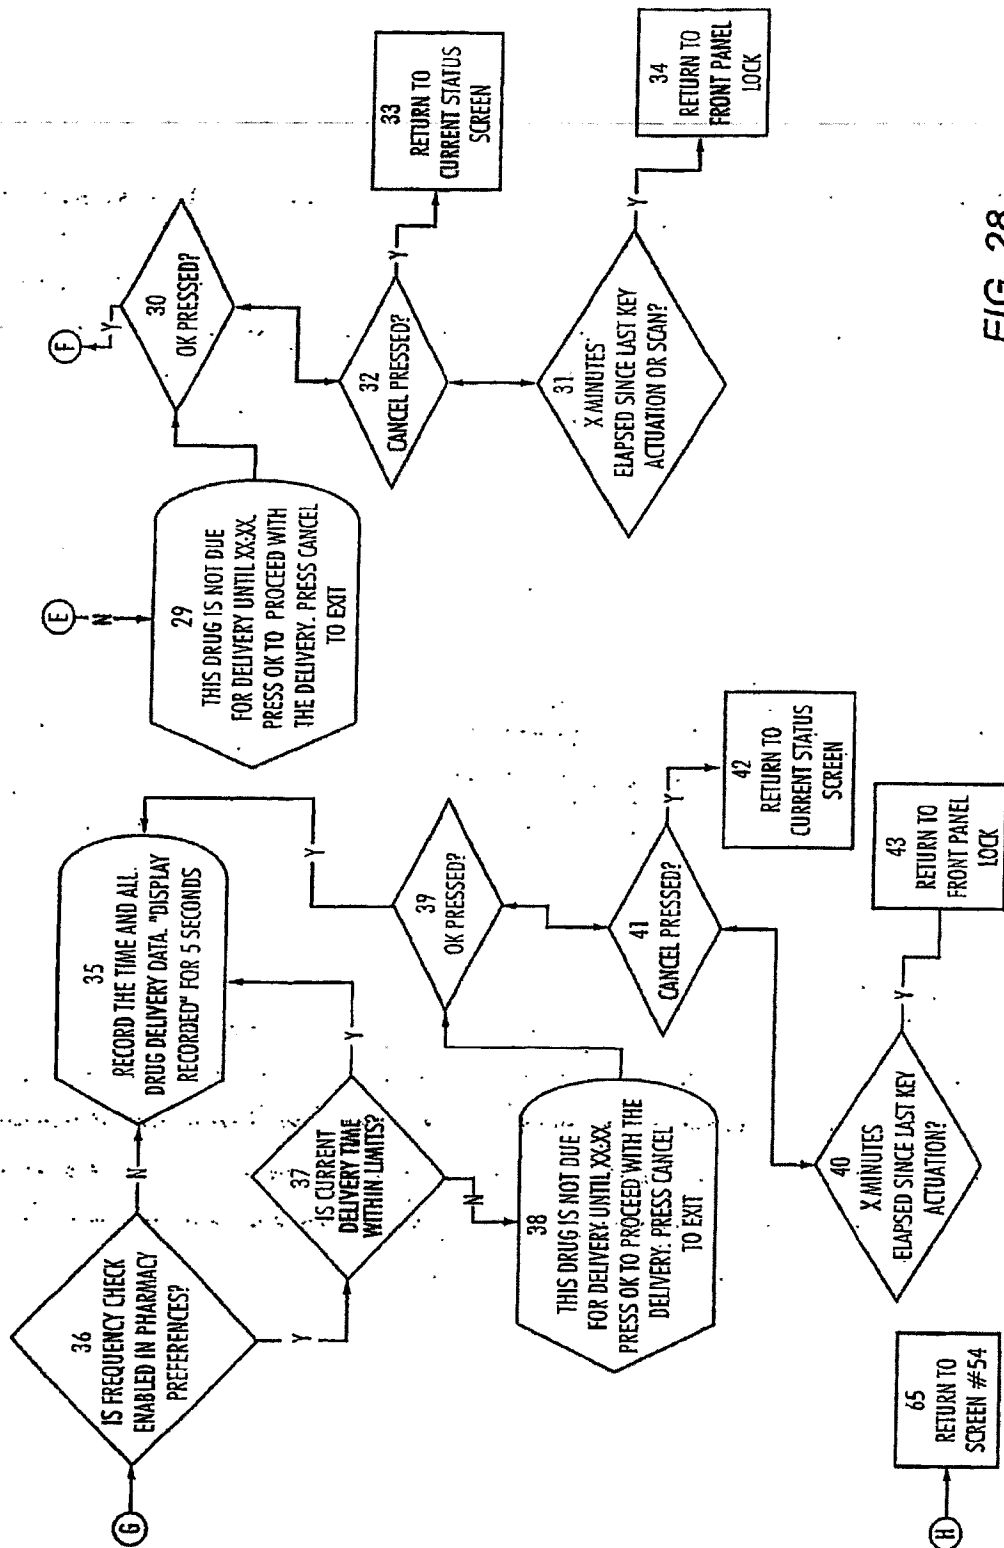 G
36
IS FREQUENCY CHECK
ENABLED IN PHARMACY
PREFERENCES?
N
Y
35
RECORD THE TIME AND ALL.
DRUG DELIVERY DATA. "DISPLAY
RECORDED" FOR 5 SECONDS
37
IS CURRENT
DELIVERY TIME
WITHIN LIMITS?
Y
N
38
THIS DRUG IS NOT DUE
FOR DELIVERY UNTIL XX:XX.
PRESS OK TO PROCEED WITH THE
DELIVERY. PRESS CANCEL
TO EXIT
39
OK PRESSED?
Y
41
CANCEL PRESSED?
Y
42
RETURN TO
CURRENT STATUS
SCREEN
40
X MINUTES
ELAPSED SINCE LAST KEY
ACTUATION?
Y
43
RETURN TO
FRONT PANEL
LOCK
H
65
RETURN TO
SCREEN #54
E
N
29
THIS DRUG IS NOT DUE
FOR DELIVERY UNTIL XX:XX.
PRESS OK TO PROCEED WITH
THE DELIVERY. PRESS CANCEL
TO EXIT
30
OK PRESSED?
Y
F
32
CANCEL PRESSED?
Y
33
RETURN TO
CURRENT STATUS
SCREEN
31
X MINUTES
ELAPSED SINCE LAST KEY
ACTUATION OR SCAN?
Y
34
RETURN TO
FRONT PANEL
LOCK
FIG. 28